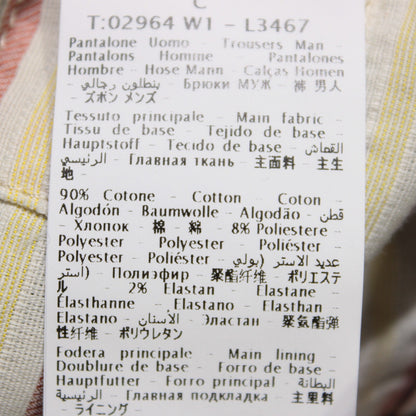 C
T:02964 W1 - L3467
Pantalone Uomo - Trousers Man -
Pantalons Homme - Pantalones
Hombre - Hose Mann - Calças Homen
- بنطلون رجالي - Брюки МУЖ - 裤 男人
- ズボン メンズ
Tessuto principale - Main fabric -
Tissu de base - Tejido de base -
Hauptstoff - Tecido de base - القماش
الرئيسي - Главная ткань - 主面料 - 主生
地 -
90% Cotone - Cotton - Coton -
Algodón - Baumwolle - Algodão - قطن
- Хлопок 棉 - 綿 - 8% Poliestere -
Polyester - Polyester - Poliéster -
Polyester - Poliéster - عديد الاستر (بولي
أستر) - Полиэфир - 聚酯纤维 - ポリエステ
ル - 2% Elastan - Elastane -
Élasthanne - Elastano - Elasthan -
Elastano - الأستان - Эластан - 聚氨酯弹
性纤维 - ポリウレタン
Fodera principale - Main lining -
Doublure de base - Forro de base -
Hauptfutter - Forro principal - البطانة
الرئيسية - Главная подкладка - 主里料
- ライニング